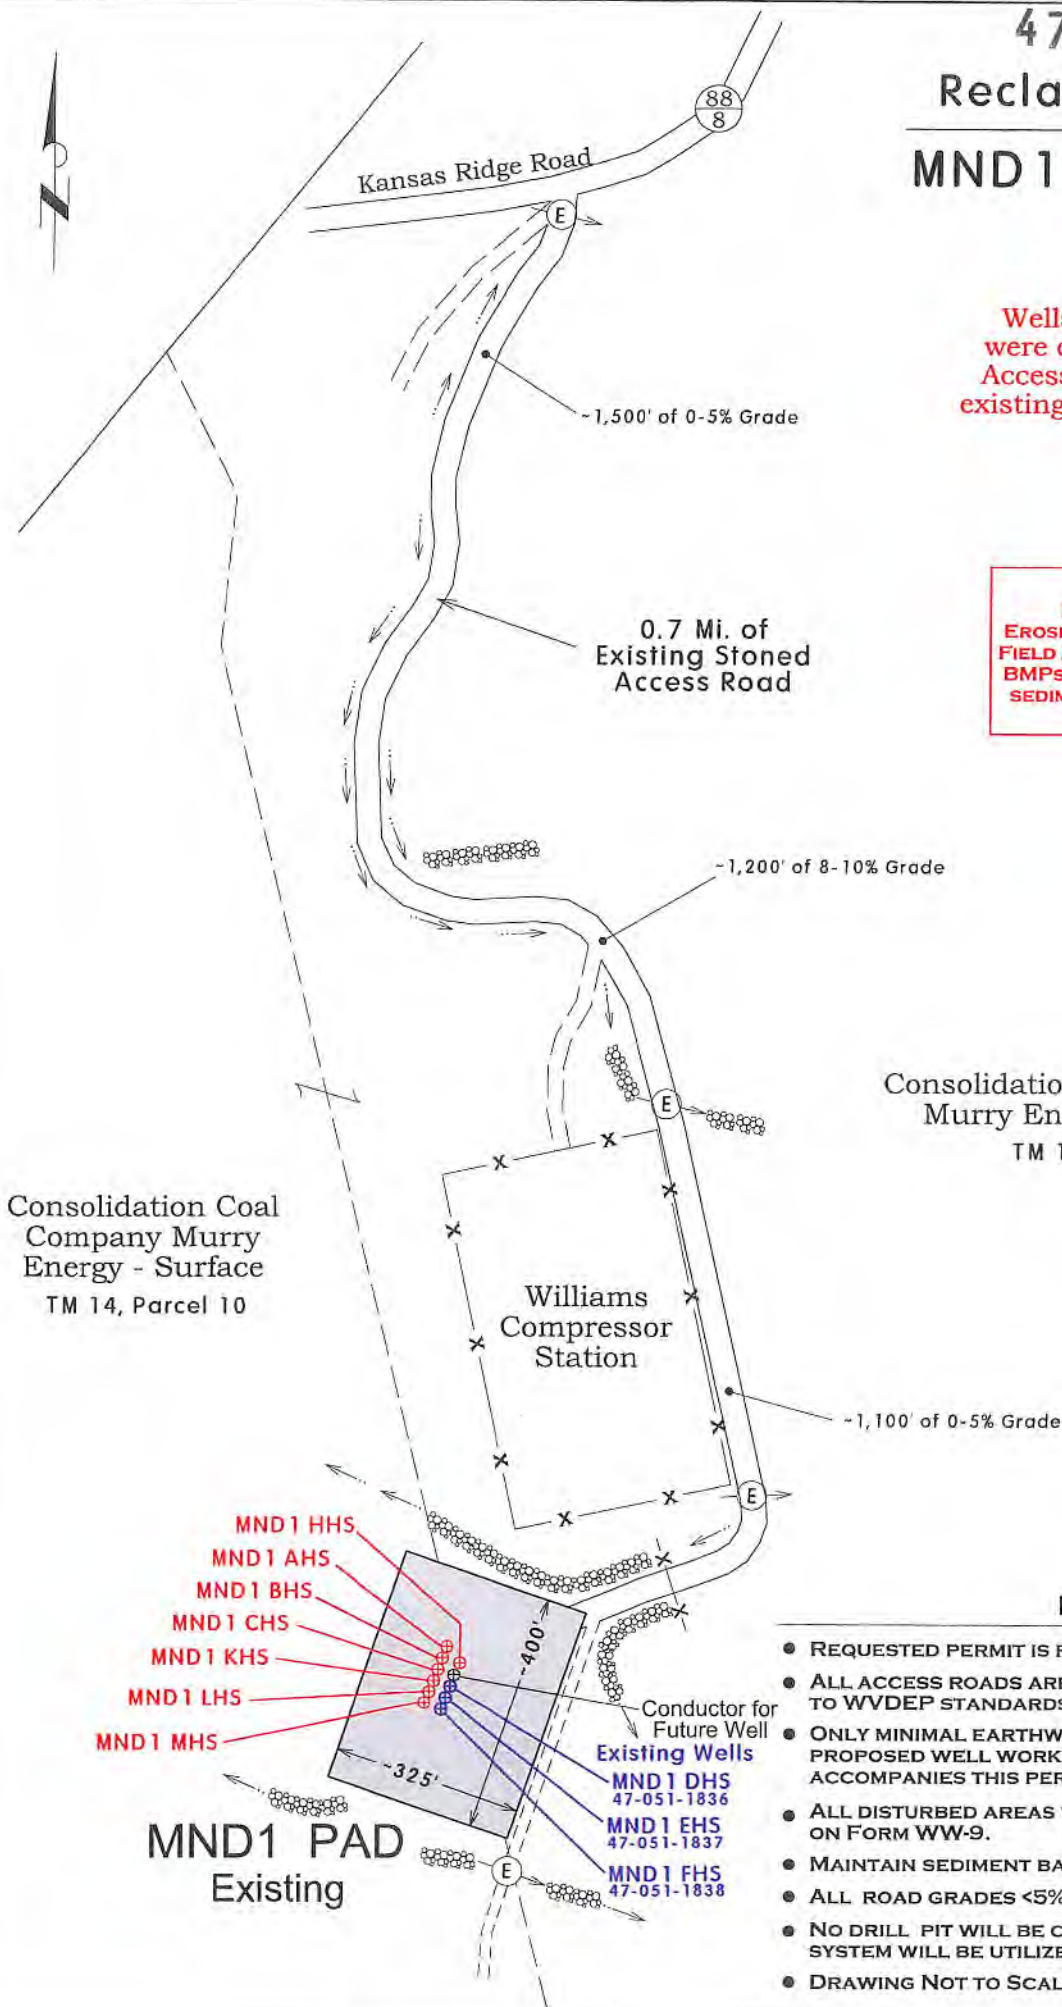 47
Recla
MND1
88
8
Kansas Ridge Road
E
N
Wells
were
Access
existing
~1,500' of 0-5% Grade
0.7 Mi. of
Existing Stoned
Access Road
EROSI
FIELD
BMPs
SEDIM
~1,200' of 8-10% Grade
E
Consolidatio
Murry En
TM 1
Consolidation Coal
Company Murry
Energy - Surface
TM 14, Parcel 10
Williams
Compressor
Station
~1,100' of 0-5% Grade
E
MND1 HHS
MND1 AHS
MND1 BHS
MND1 CHS
MND1 KHS
MND1 LHS
MND1 MHS
~400'
~325'
Conductor for
Future Well
Existing Wells
MND1 DHS
47-051-1836
MND1 EHS
47-051-1837
MND1 FHS
47-051-1838
MND1 PAD
Existing
E
● REQUESTED PERMIT IS
● ALL ACCESS ROADS ARE
TO WVDEP STANDARDS
● ONLY MINIMAL EARTHW
PROPOSED WELL WORK
ACCOMPANIES THIS PER
● ALL DISTURBED AREAS
ON FORM WW-9.
● MAINTAIN SEDIMENT BA
● ALL ROAD GRADES <5%
● NO DRILL PIT WILL BE C
SYSTEM WILL BE UTILIZE
● DRAWING NOT TO SCAL